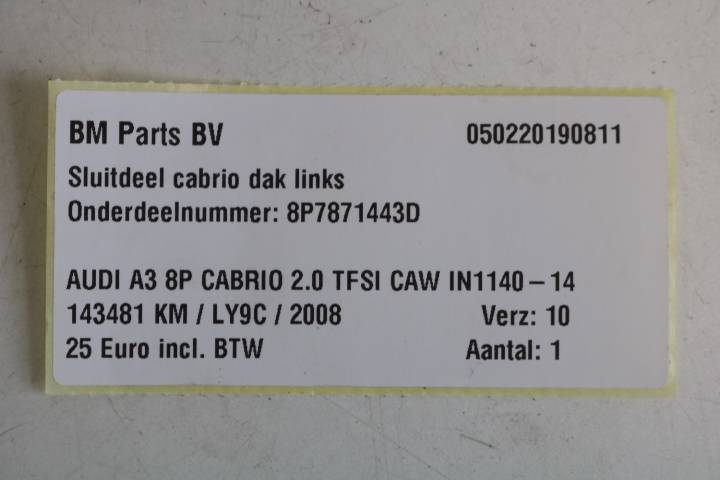 BM Parts BV 050220190811
Sluitdeel cabrio dak links
Onderdeelnummer: 8P7871443D
AUDI A3 8P CABRIO 2.0 TFSI CAW IN1140 – 14
143481 KM / LY9C / 2008 Verz: 10
25 Euro incl. BTW Aantal: 1